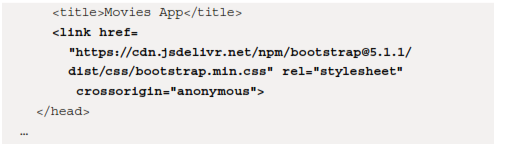 <title>Movies App</title>
<link href=
"https://cdn.jsdelivr.net/npm/bootstrap@5.1.1/
dist/css/bootstrap.min.css" rel="stylesheet"
crossorigin="anonymous">
</head>
…